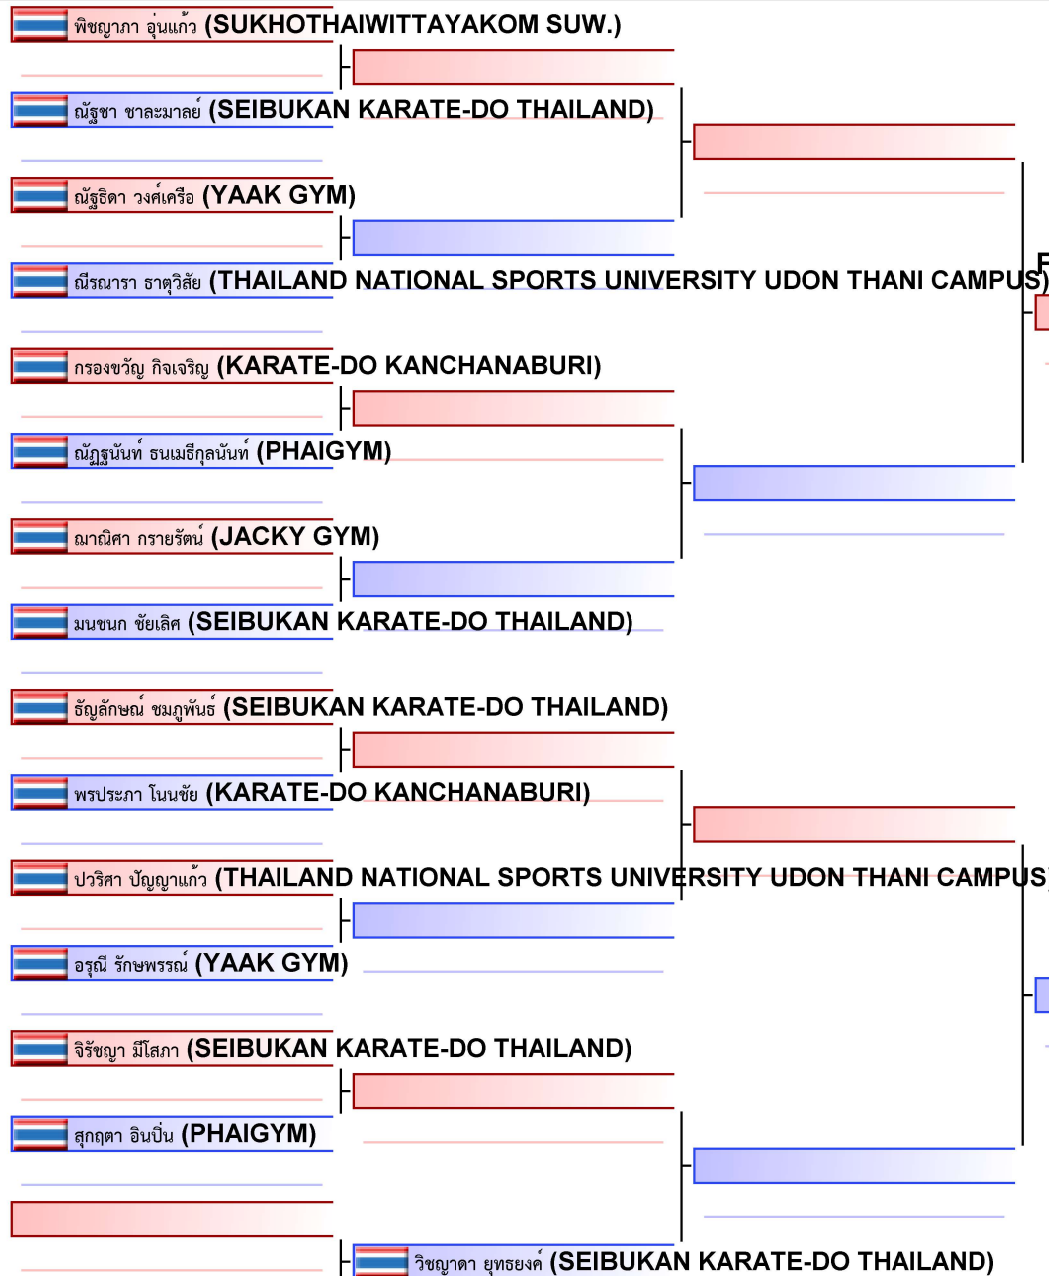 พิชญาภา อุ่นแก้ว (SUKHOTHAIWITTAYAKOM SUW.)
ณัฐชา ชาละมาลย์ (SEIBUKAN KARATE-DO THAILAND)
ณัฐธิดา วงศ์เครือ (YAAK GYM)
F
ณีรณารา ธาตุวิสัย (THAILAND NATIONAL SPORTS UNIVERSITY UDON THANI CAMPUS)
กรองขวัญ กิจเจริญ (KARATE-DO KANCHANABURI)
ณัฏฐนันท์ ธนเมธีกุลนันท์ (PHAIGYM)
ฌาณิศา กรายรัตน์ (JACKY GYM)
มนชนก ชัยเลิศ (SEIBUKAN KARATE-DO THAILAND)
ธัญลักษณ์ ชมภูพันธ์ (SEIBUKAN KARATE-DO THAILAND)
พรประภา โนนชัย (KARATE-DO KANCHANABURI)
ปวริศา ปัญญาแก้ว (THAILAND NATIONAL SPORTS UNIVERSITY UDON THANI CAMPUS)
อรุณี รักษพรรณ์ (YAAK GYM)
จิรัชญา มีโสภา (SEIBUKAN KARATE-DO THAILAND)
สุกฤตา อินปิ่น (PHAIGYM)
วิชญาดา ยุทธยงค์ (SEIBUKAN KARATE-DO THAILAND)